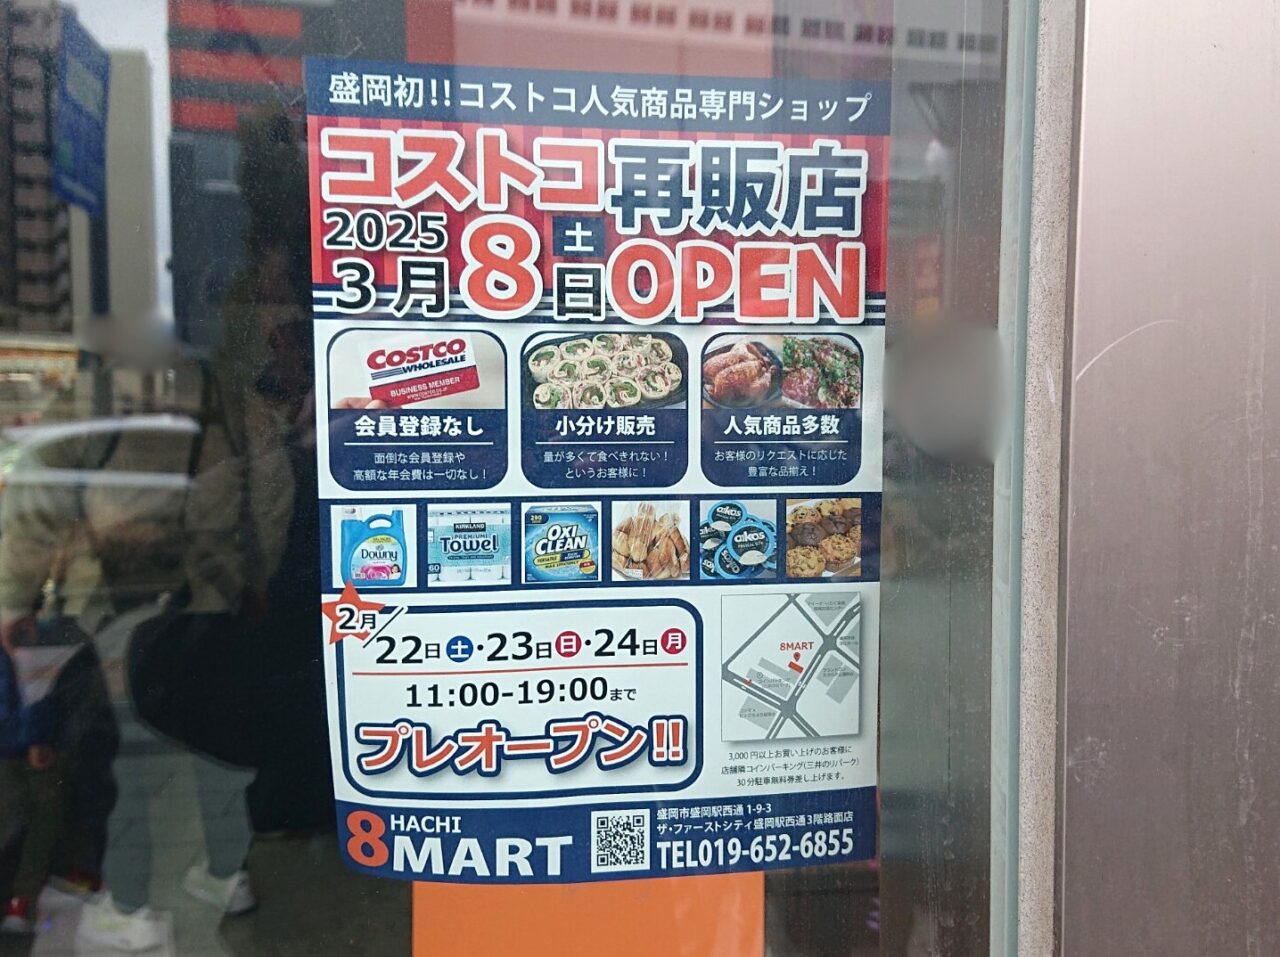 盛岡初!!コストコ人気商品専門ショップ
コストコ再販店
2025
3月8日土OPEN
COSTCO
WHOLESALE
BUSINESS MEMBER
会員登録なし
面倒な会員登録や
高額な年会費は一切なし!
小分け販売
量が多くて食べきれない!
というお客様に!
人気商品多数
お客様のリクエストに応じた
豊富な品揃え!
Downy
KIRKLAND
PREMIUM
Towel
OXI
CLEAN
OIKOS
OIKOS
2月/22日土・23日日・24日月
11:00-19:00まで
プレオープン!!
8MART
3,000円以上お買い上げのお客様に
店舗隣コインパーキング(三井のリパーク)
30分駐車無料券差し上げます。
8HACHI
MART
盛岡市盛岡駅西通1-9-3
ザ・ファーストシティ盛岡駅西通3階路面店
TEL019-652-6855